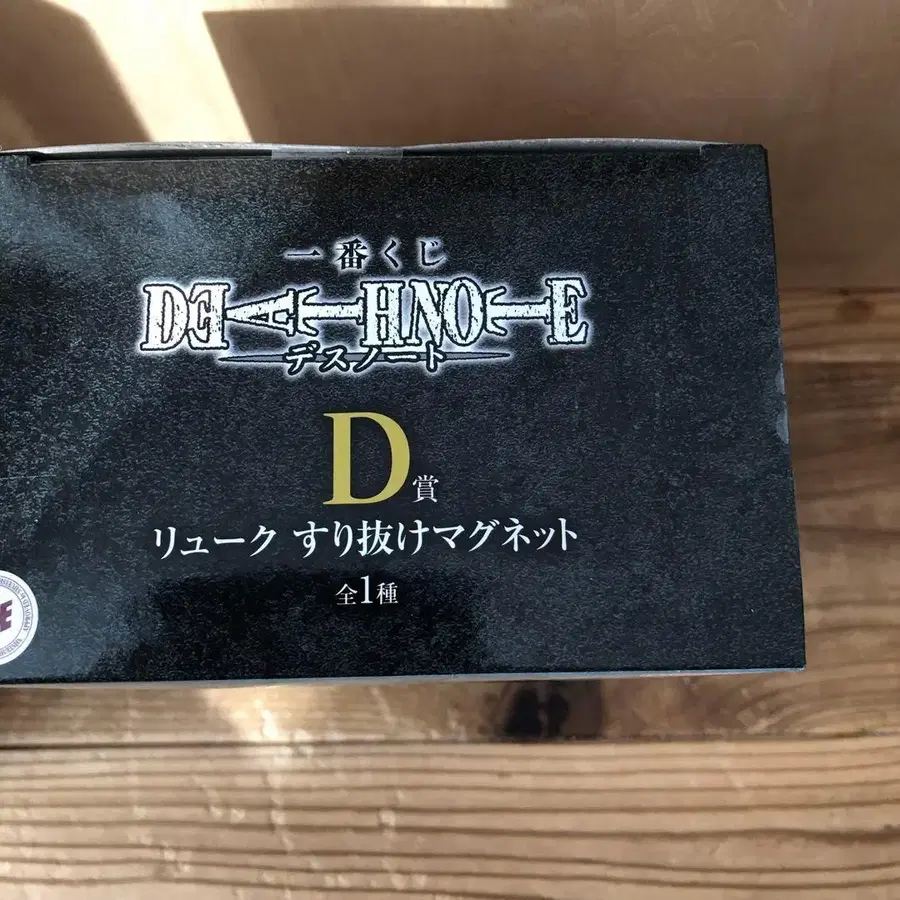 一番くじ
DEATH NOTE
デスノート
D賞
リューク すり抜けマグネット
全1種